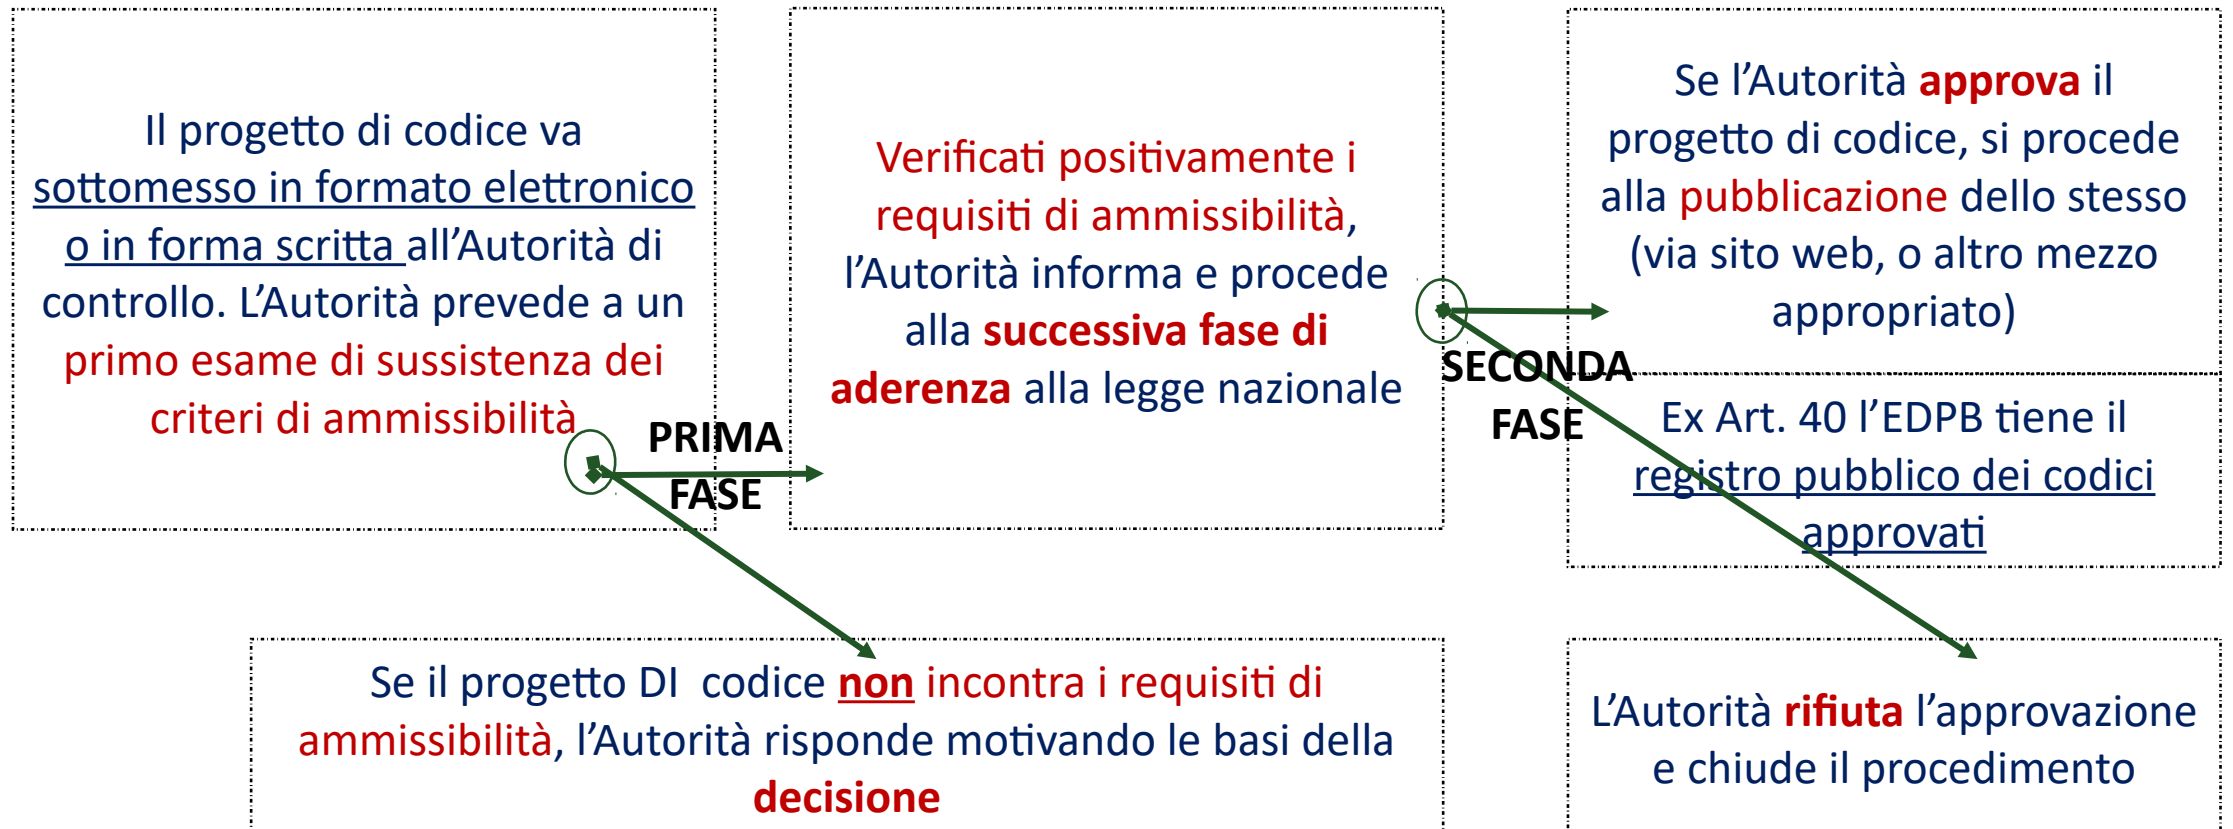 Il progetto di codice va
sottomesso in formato elettronico
o in forma scritta all’Autorità di
controllo. L’Autorità prevede a un
primo esame di sussistenza dei
criteri di ammissibilità
PRIMA
FASE
Verificati positivamente i
requisiti di ammissibilità,
l’Autorità informa e procede
alla successiva fase di
aderenza alla legge nazionale
SECONDA
FASE
Se l’Autorità approva il
progetto di codice, si procede
alla pubblicazione dello stesso
(via sito web, o altro mezzo
appropriato)
Ex Art. 40 l’EDPB tiene il
registro pubblico dei codici
approvati
Se il progetto DI codice non incontra i requisiti di
ammissibilità, l’Autorità risponde motivando le basi della
decisione
L’Autorità rifiuta l’approvazione
e chiude il procedimento